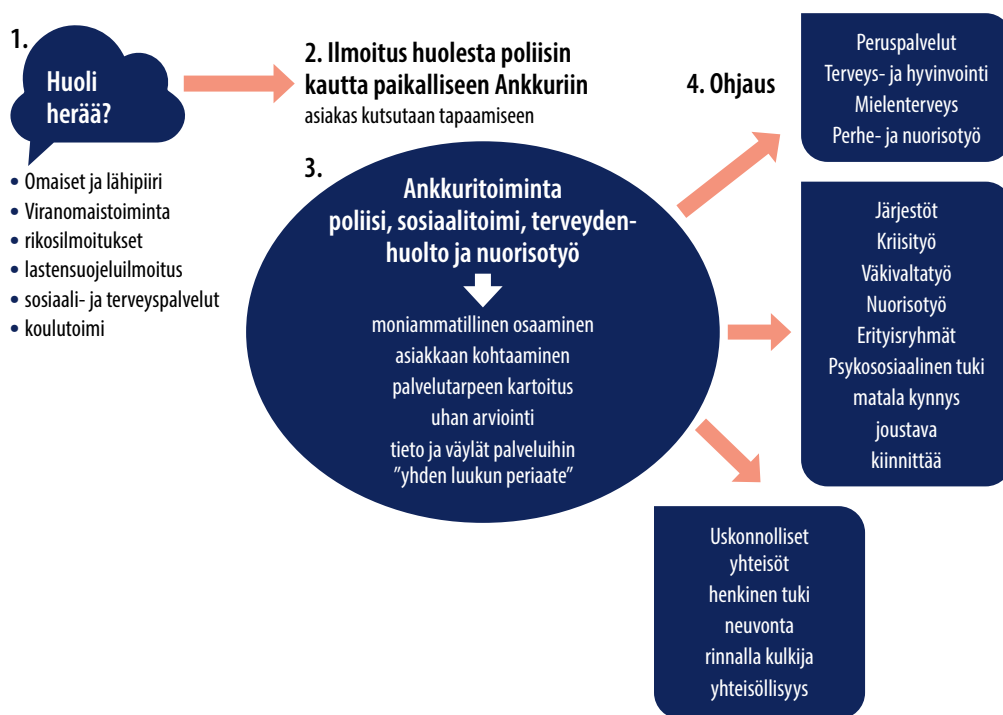 1.
Huoli
herää?
• Omaiset ja lähipiiri
• Viranomaistoiminta
• rikosilmoitukset
• lastensuojeluilmoitus
• sosiaali- ja terveyspalvelut
• koulutoimi
2. Ilmoitus huolesta poliisin
kautta paikalliseen Ankkuriin
asiakas kutsutaan tapaamiseen
3.
Ankkuritoiminta
poliisi, sosiaalitoimi, terveyden-
huolto ja nuorisotyö
moniammatillinen osaaminen
asiakkaan kohtaaminen
palvelutarpeen kartoitus
uhan arviointi
tieto ja väylät palveluihin
”yhden luukun periaate”
4. Ohjaus
Peruspalvelut
Terveys- ja hyvinvointi
Mielenterveys
Perhe- ja nuorisotyö
Järjestöt
Kriisityö
Väkivaltatyö
Nuorisotyö
Erityisryhmät
Psykososiaalinen tuki
matala kynnys
joustava
kiinnittää
Uskonnolliset
yhteisöt
henkinen tuki
neuvonta
rinnalla kulkija
yhteisöllisyys